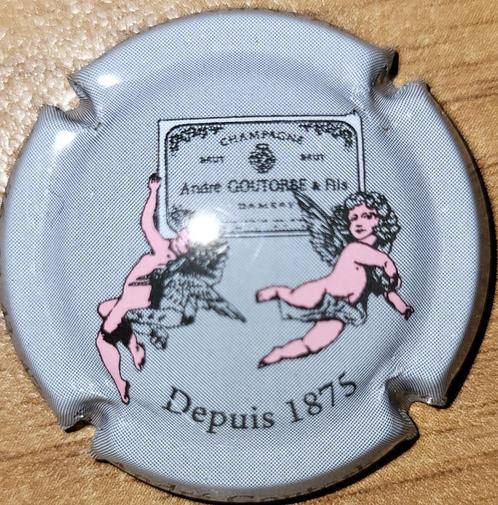 CHAMPAGNE
BRUT BRUT
André GOUTORBE & Fils
DAMERY
Depuis 1875